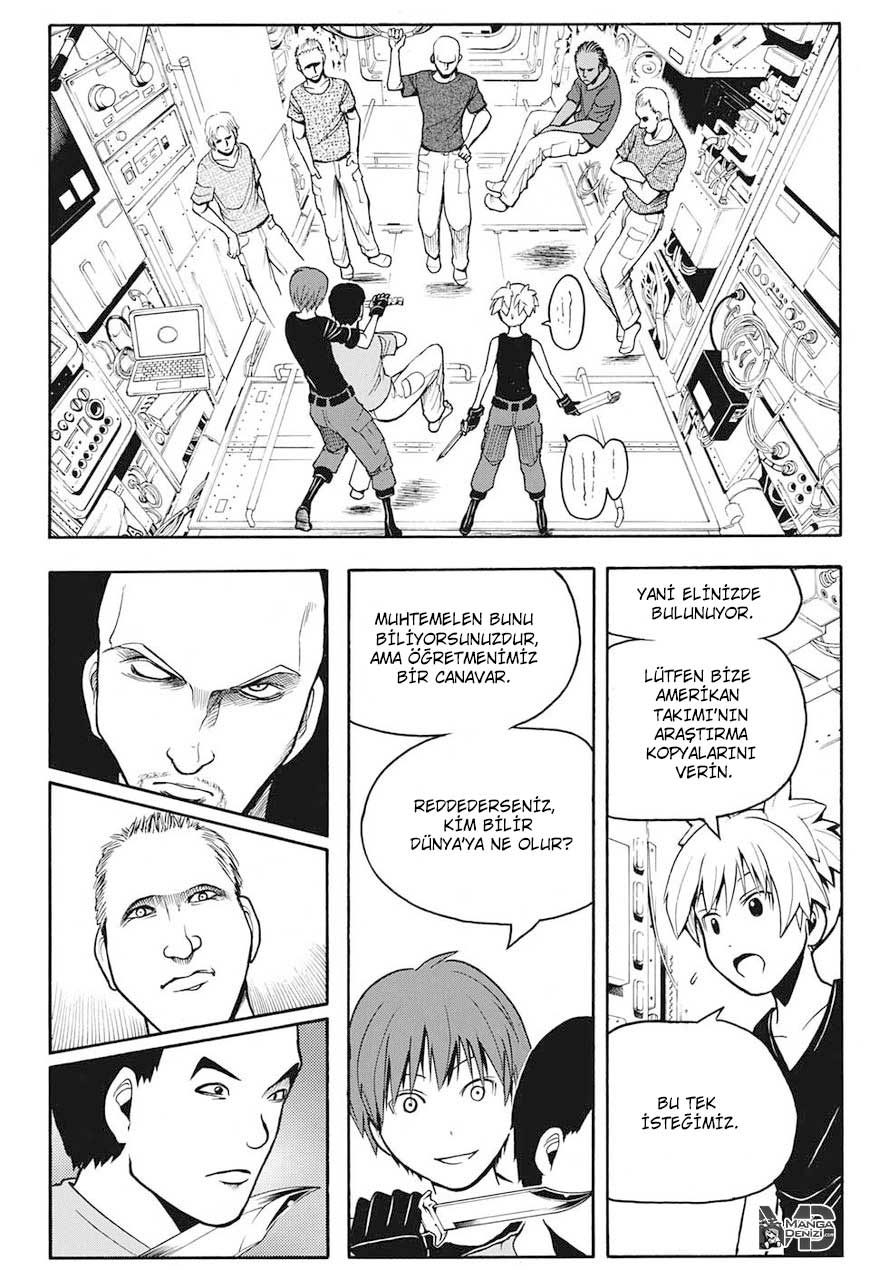 YANİ ELİNİZDE
BULUNUYOR.
LÜTFEN BİZE
AMERİKAN
TAKIMI'NIN
ARAŞTIRMA
KOPYALARINI
VERİN.
BU TEK
İSTEĞİMİZ.
MUHTEMELEN BUNU
BİLİYORSUNUZDUR,
AMA ÖĞRETMENİMİZ
BİR CANAVAR.
REDDEDERSENİZ,
KİM BİLİR
DÜNYA'YA NE OLUR?
MANGA
DENİZİ